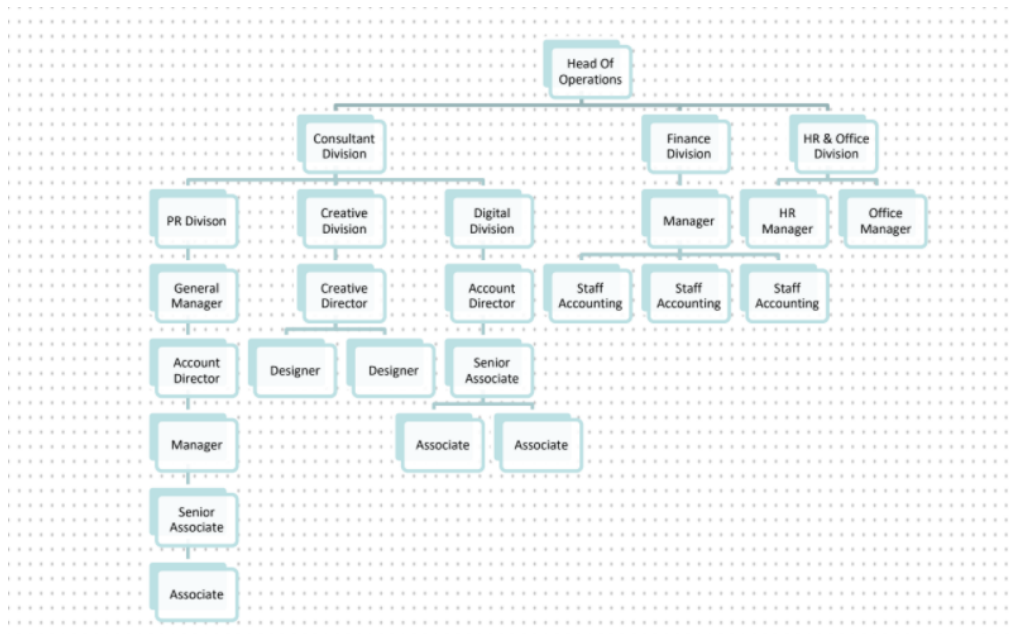 Head Of
Operations
Consultant
Division
Finance
Division
HR & Office
Division
PR Divison
Creative
Division
Digital
Division
Manager
HR
Manager
Office
Manager
General
Manager
Creative
Director
Account
Director
Staff
Accounting
Staff
Accounting
Staff
Accounting
Account
Director
Designer
Designer
Senior
Associate
Manager
Associate
Associate
Senior
Associate
Associate